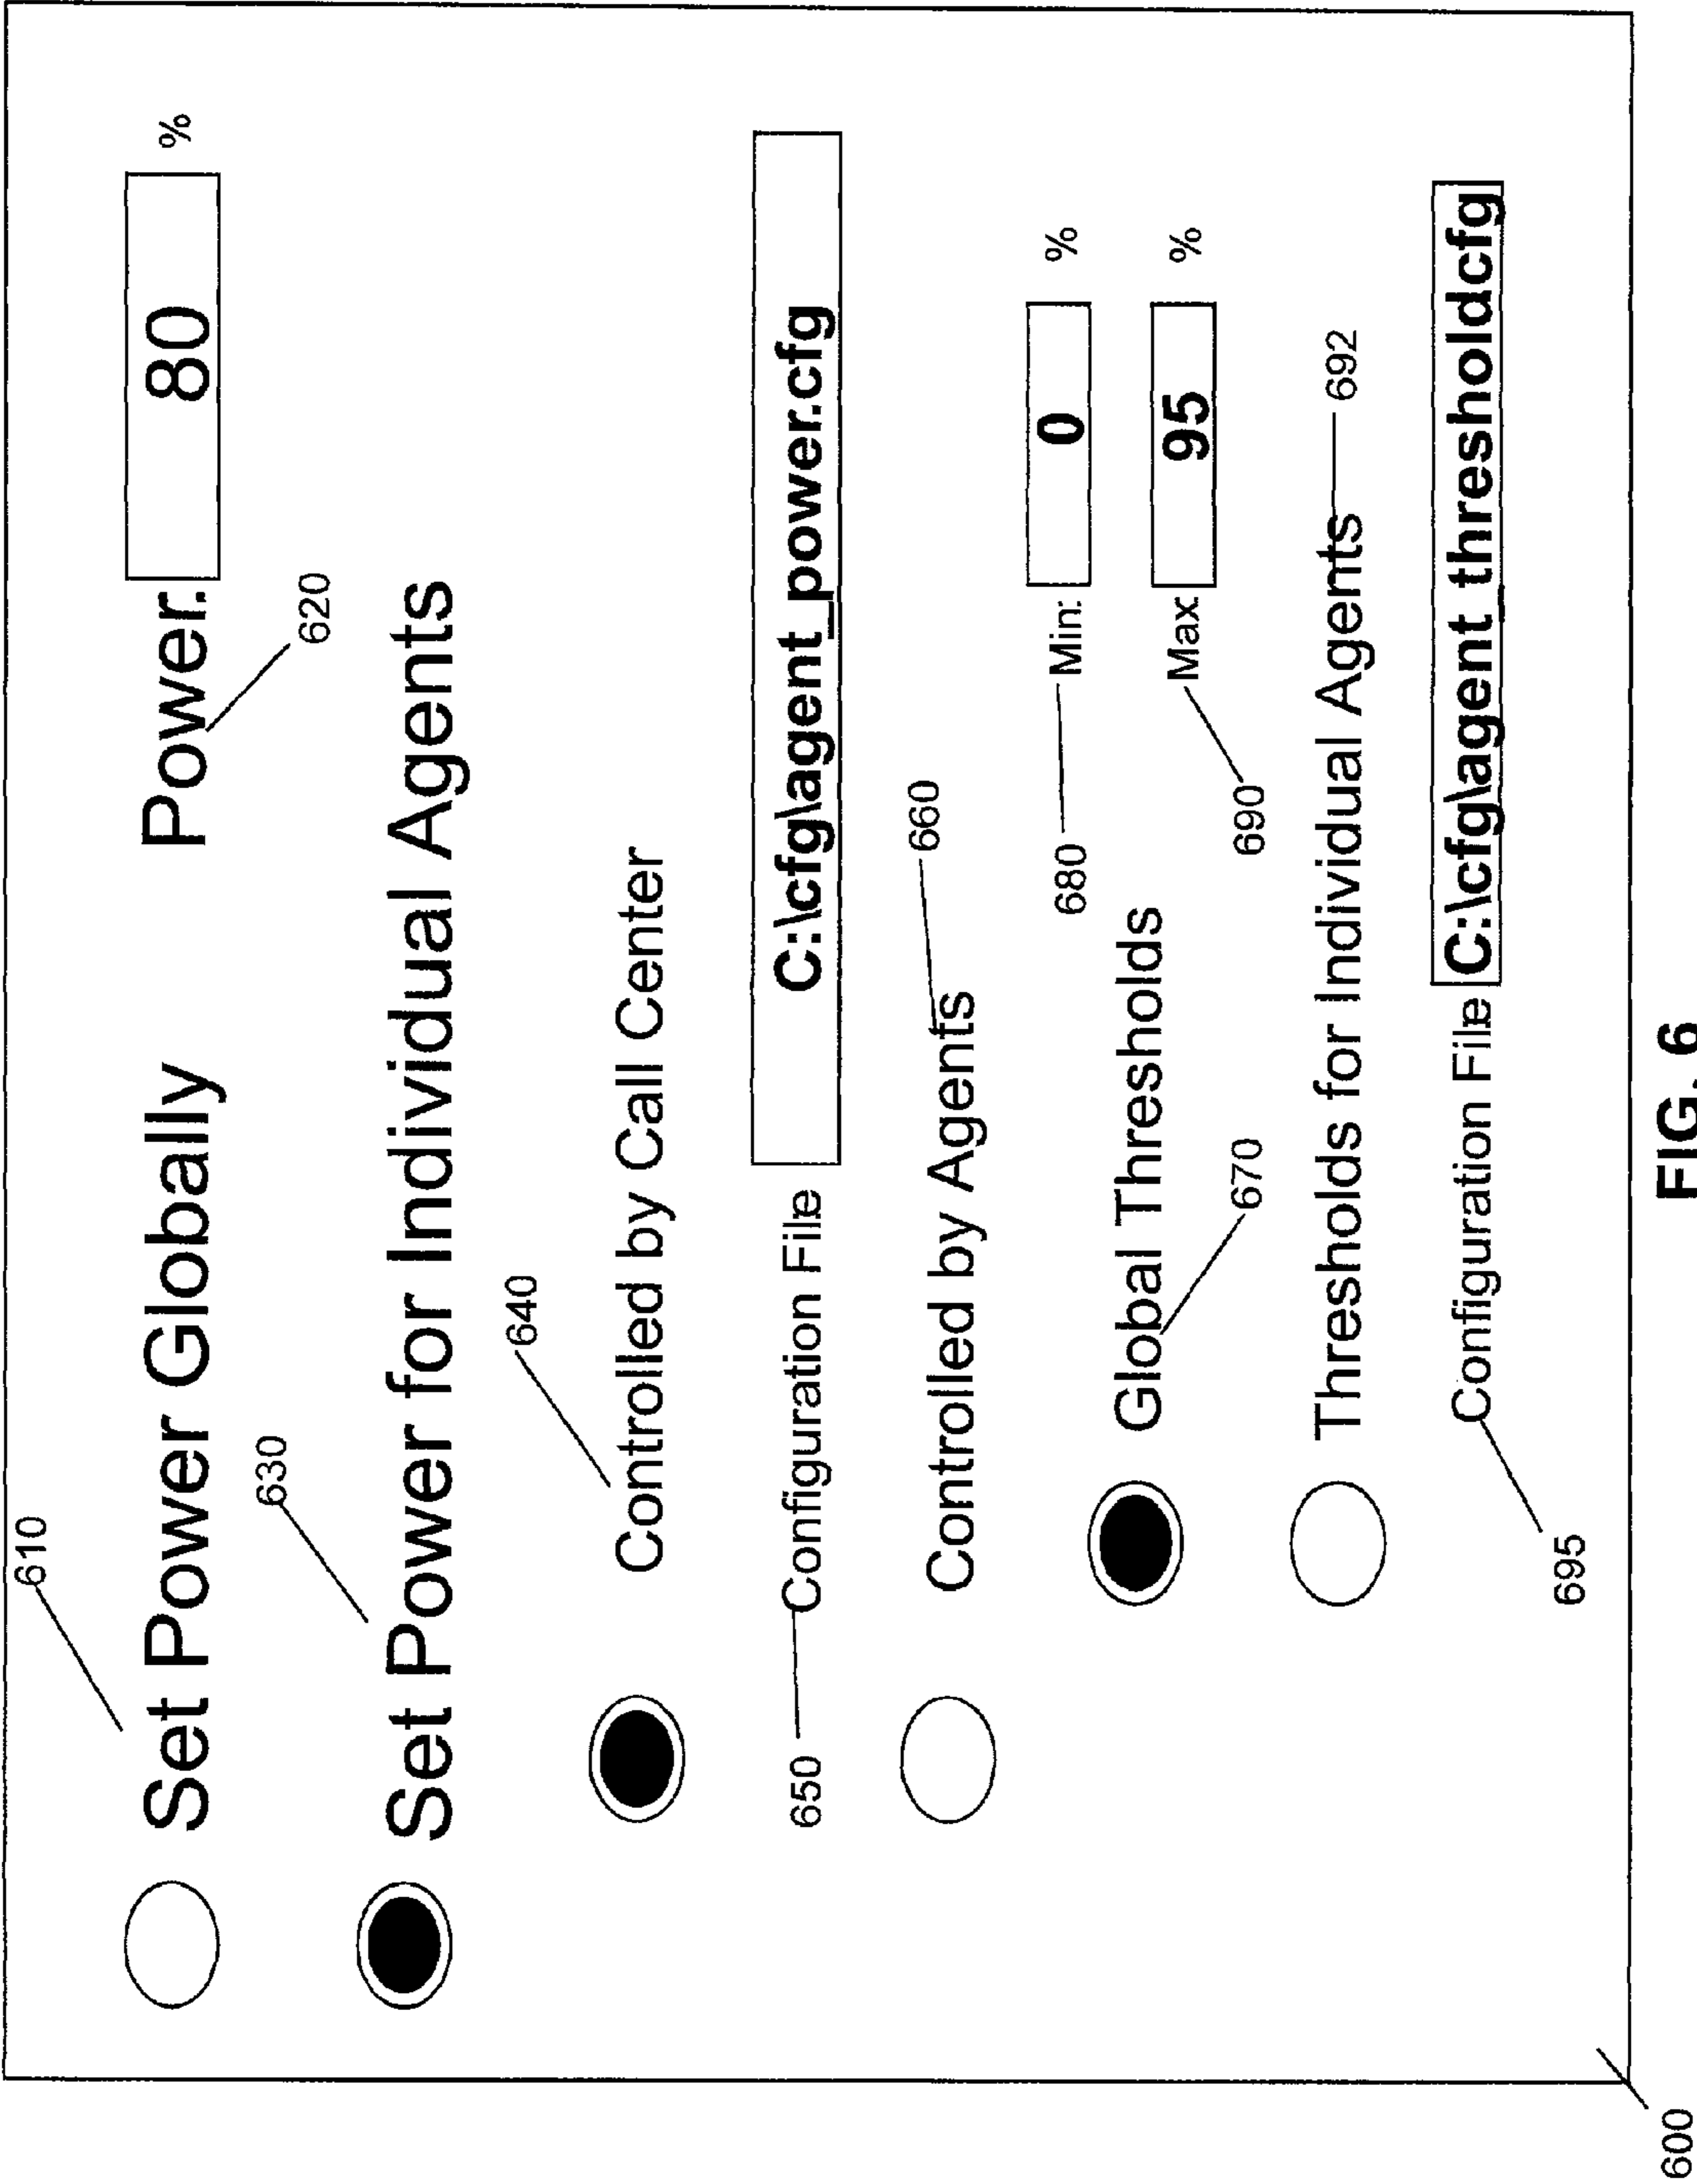 610
Set Power Globally Power: 80 %
620
630
Set Power for Individual Agents
640
Controlled by Call Center
650 Configuration File C:\cfg\agent_power.cfg
660
Controlled by Agents
680 Min: 0 %
Global Thresholds
690 Max: 95 %
670
Thresholds for Individual Agents 692
Configuration File C:\cfg\agent thresholdcfg
695
600
FIG. 6